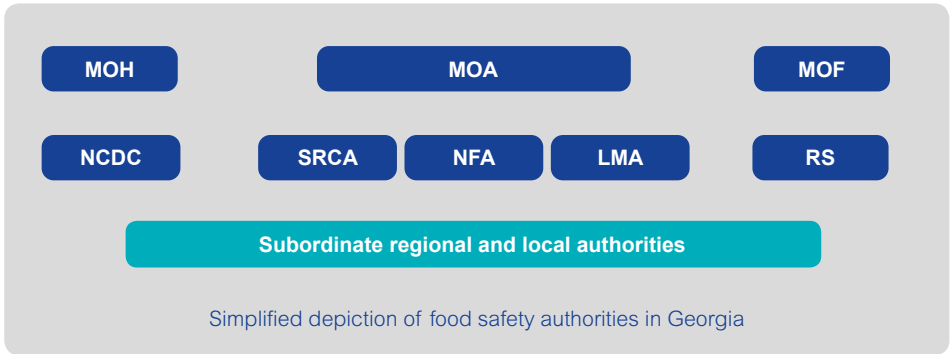 MOH
MOA
MOF
NCDC
SRCA
NFA
LMA
RS
Subordinate regional and local authorities
Simplified depiction of food safety authorities in Georgia